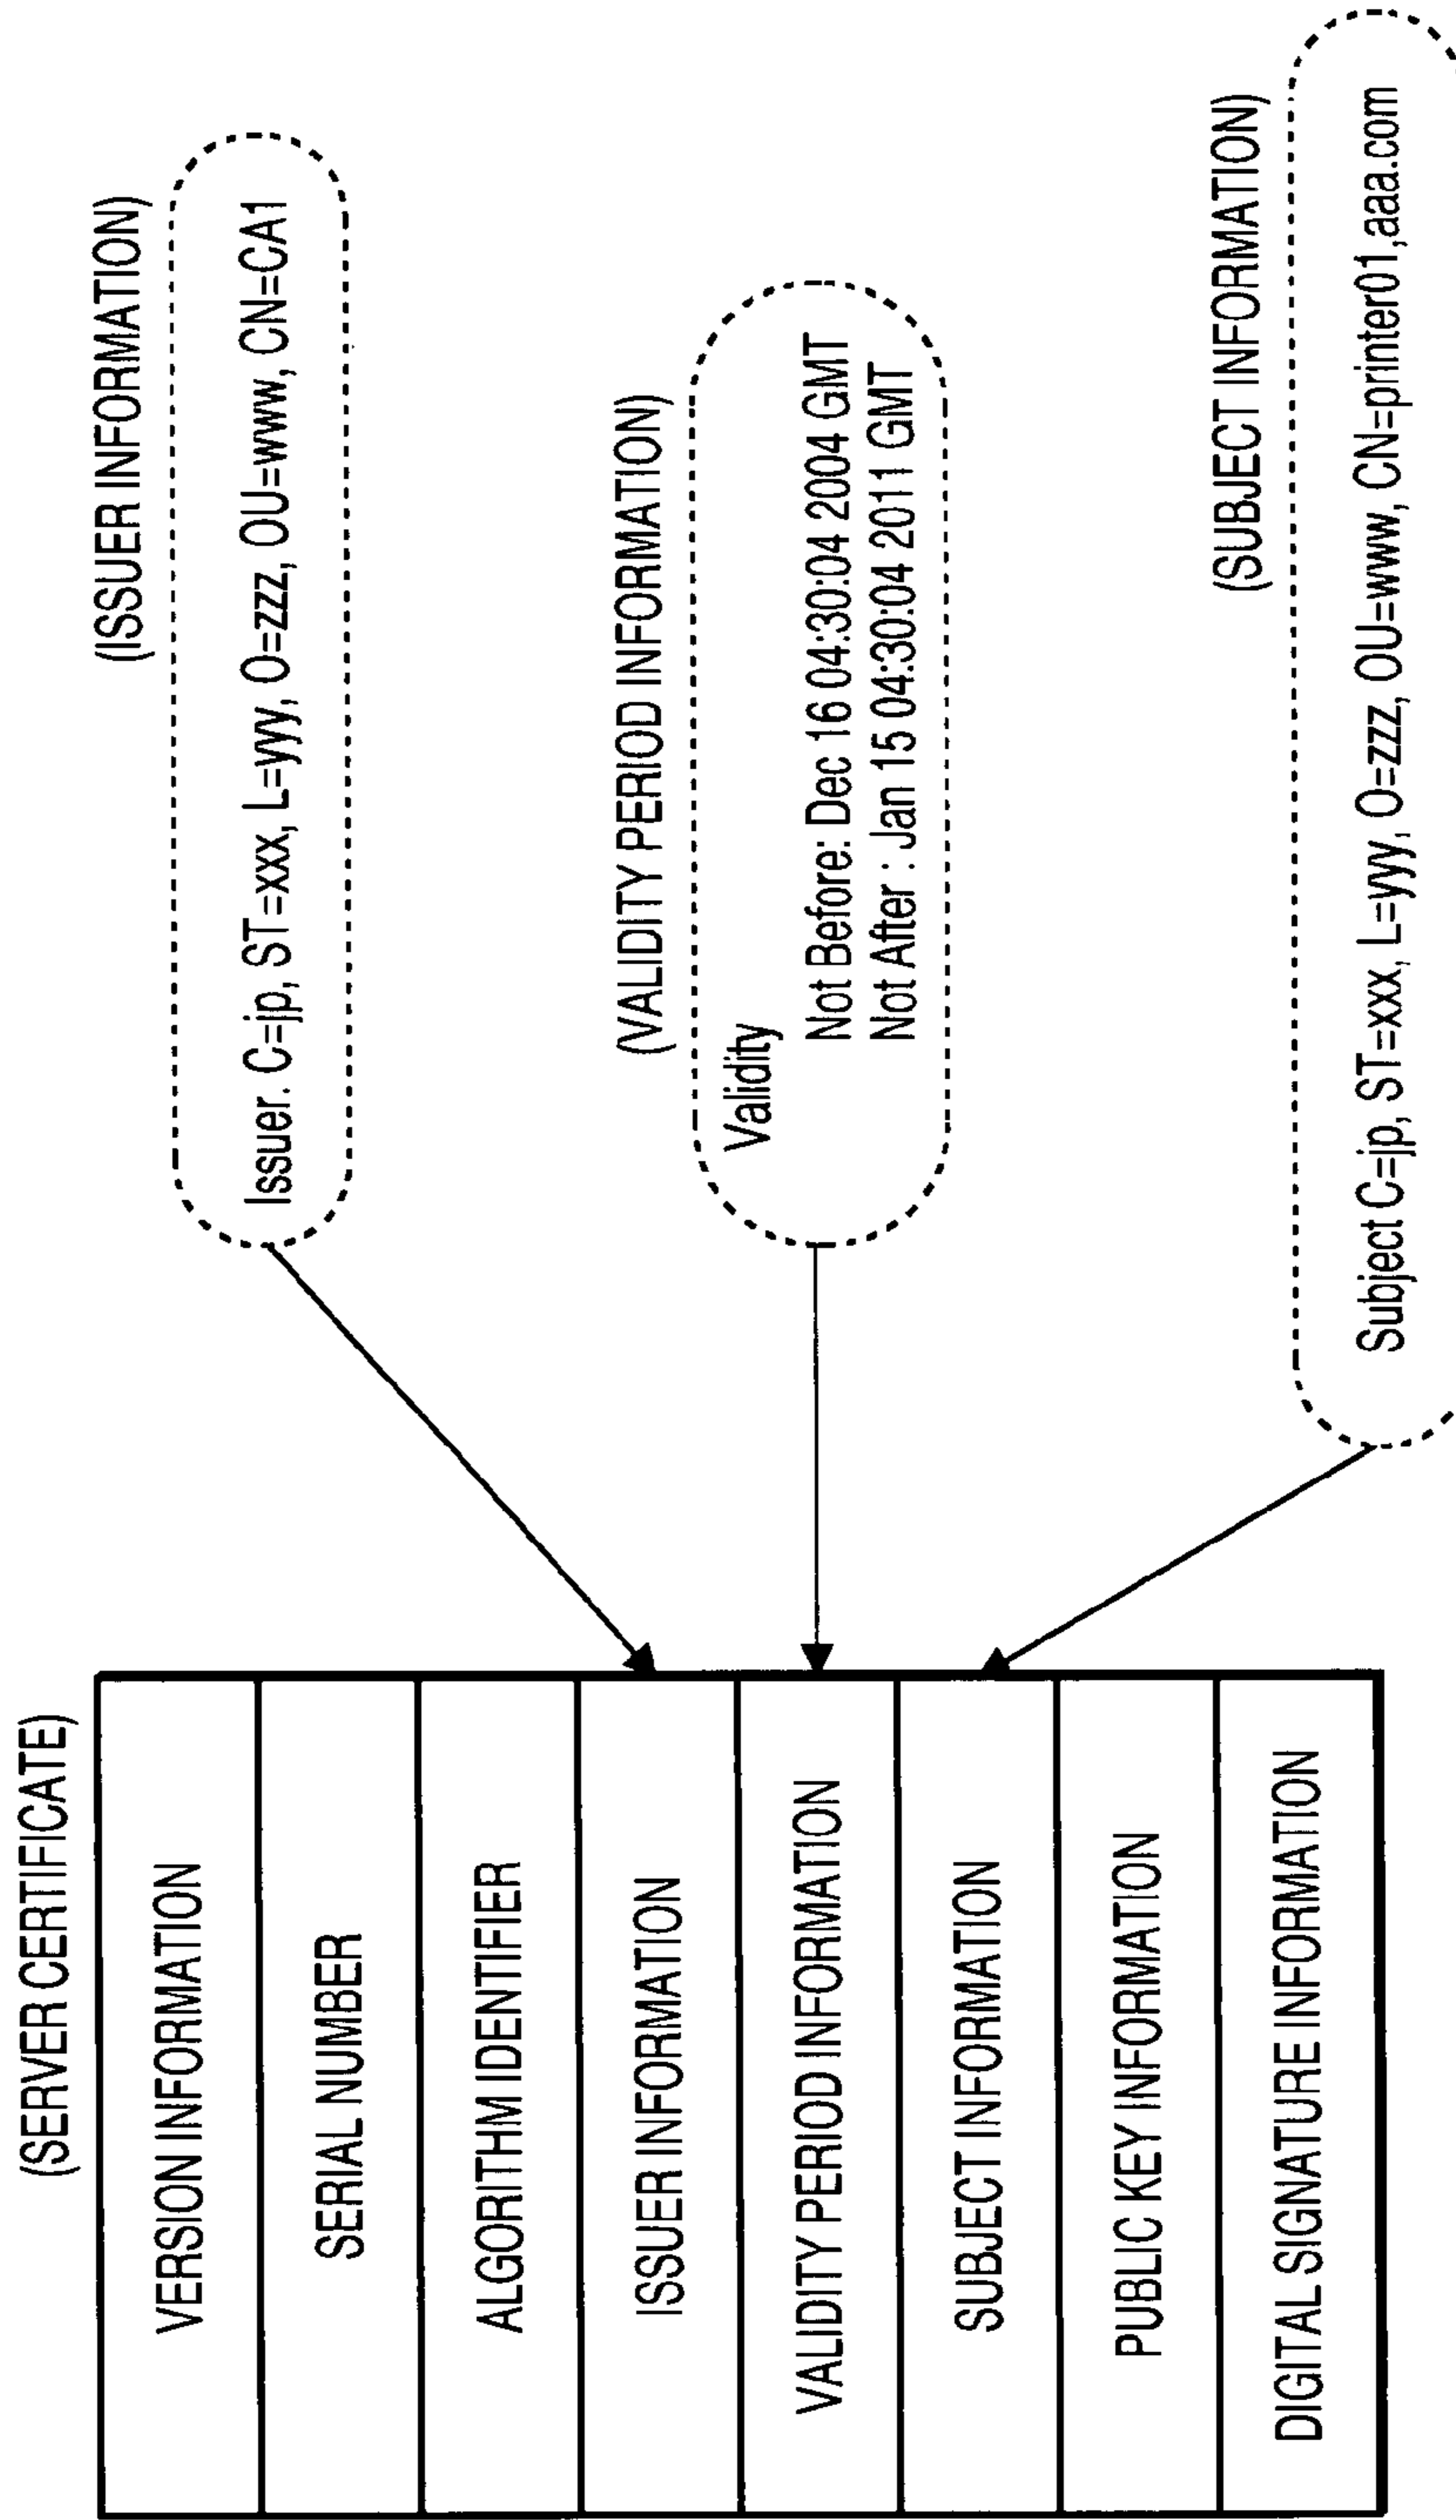 (SERVER CERTIFICATE)
VERSION INFORMATION
SERIAL NUMBER
ALGORITHM IDENTIFIER
ISSUER INFORMATION
VALIDITY PERIOD INFORMATION
SUBJECT INFORMATION
PUBLIC KEY INFORMATION
DIGITAL SIGNATURE INFORMATION
(ISSUER INFORMATION)
Issuer. C=jp, ST=xxx, L=yyy, O=zzz, OU=www, CN=CA1
(VALIDITY PERIOD INFORMATION)
Validity
Not Before: Dec 16 04:30:04 2004 GMT
Not After : Jan 15 04:30:04 2011 GMT
(SUBJECT INFORMATION)
Subject C=jp, ST=xxx, L=yyy, O=zzz, OU=www, CN=printer01,aaa.com